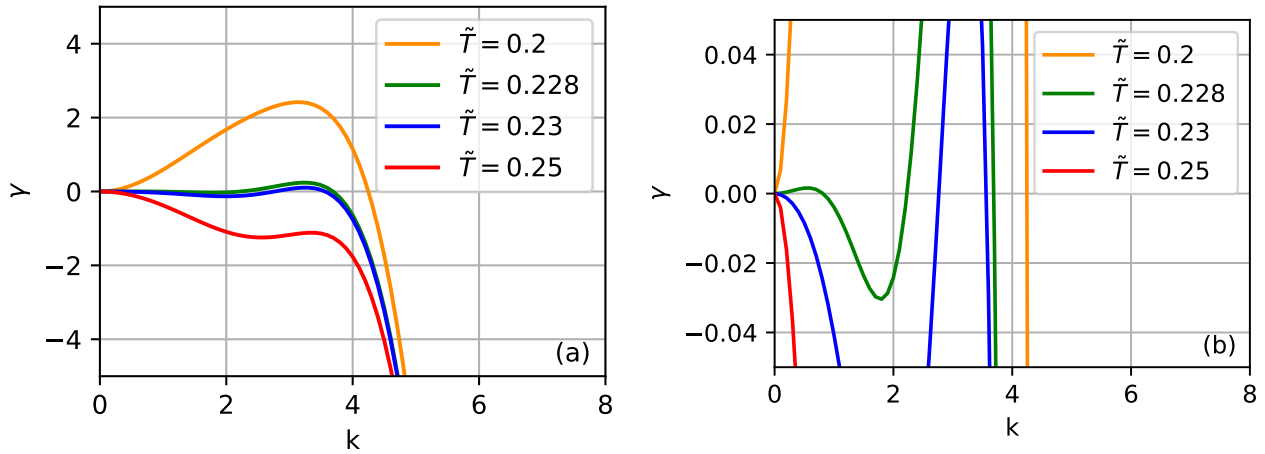 4
2
0
−2
−4
γ
0
2
4
6
8
k
T̃ = 0.2
T̃ = 0.228
T̃ = 0.23
T̃ = 0.25
(a)
0.04
0.02
0.00
−0.02
−0.04
γ
0
2
4
6
8
k
T̃ = 0.2
T̃ = 0.228
T̃ = 0.23
T̃ = 0.25
(b)